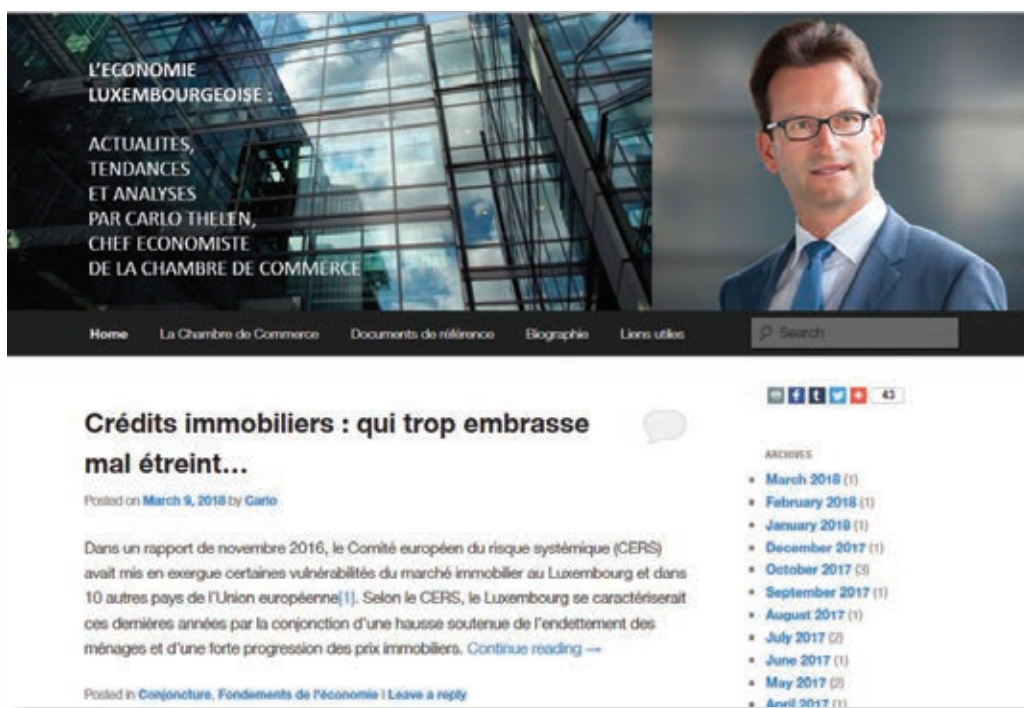 L'ECONOMIE
LUXEMBOURGEOISE :
ACTUALITES,
TENDANCES
ET ANALYSES
PAR CARLO THELEN,
CHEF ECONOMISTE
DE LA CHAMBRE DE COMMERCE
Home La Chambre de Commerce Documents de référence Biographie Liens utiles Search
43
Crédits immobiliers : qui trop embrasse
mal étreint...
Posted on March 9, 2018 by Carlo
Dans un rapport de novembre 2016, le Comité européen du risque systémique (CERS)
avait mis en exergue certaines vulnérabilités du marché immobilier au Luxembourg et dans
10 autres pays de l'Union européenne[1]. Selon le CERS, le Luxembourg se caractériserait
ces dernières années par la conjonction d'une hausse soutenue de l'endettement des
ménages et d'une forte progression des prix immobiliers. Continue reading →
Posted in Conjoncture, Fondements de l'économie | Leave a reply
ARCHIVES
March 2018 (1)
February 2018 (1)
January 2018 (1)
December 2017 (1)
October 2017 (3)
September 2017 (1)
August 2017 (1)
July 2017 (2)
June 2017 (1)
May 2017 (2)
April 2017 (1)